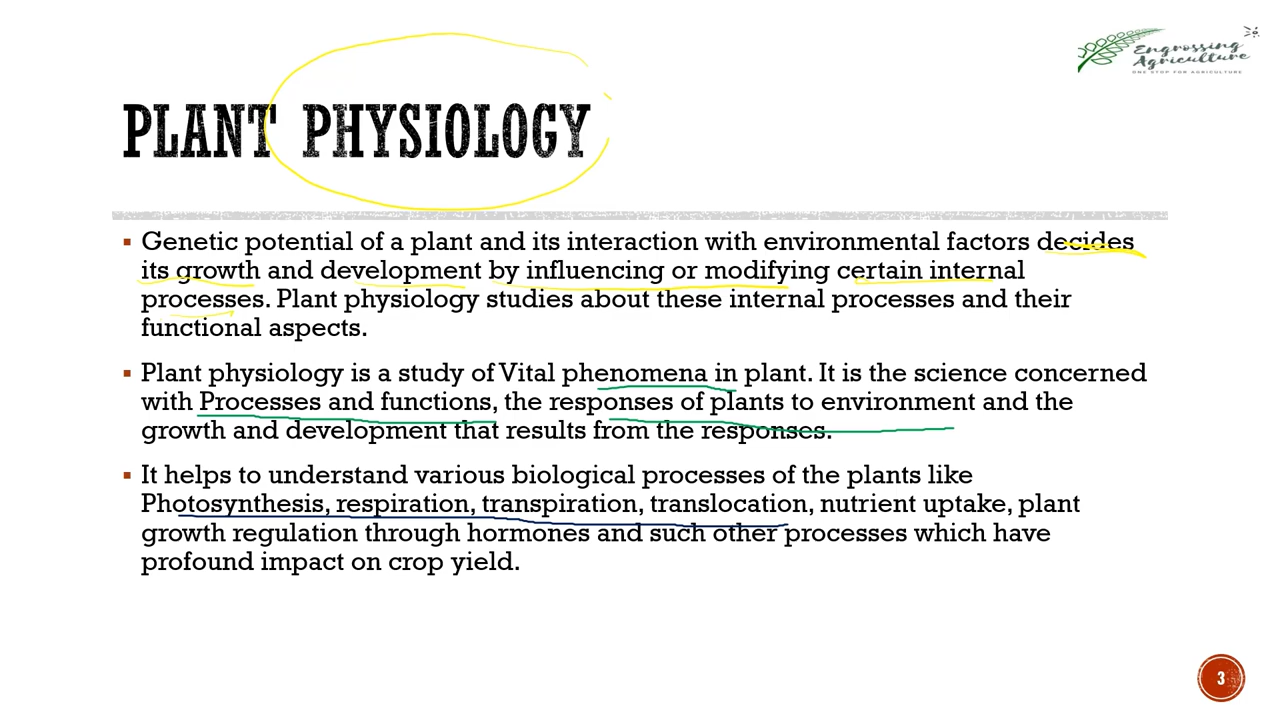 Engrossing
Agriculture
ONE STOP FOR AGRICULTURE
PLANT PHYSIOLOGY
▪ Genetic potential of a plant and its interaction with environmental factors decides
its growth and development by influencing or modifying certain internal
processes. Plant physiology studies about these internal processes and their
functional aspects.
▪ Plant physiology is a study of Vital phenomena in plant. It is the science concerned
with Processes and functions, the responses of plants to environment and the
growth and development that results from the responses.
▪ It helps to understand various biological processes of the plants like
Photosynthesis, respiration, transpiration, translocation, nutrient uptake, plant
growth regulation through hormones and such other processes which have
profound impact on crop yield.
3